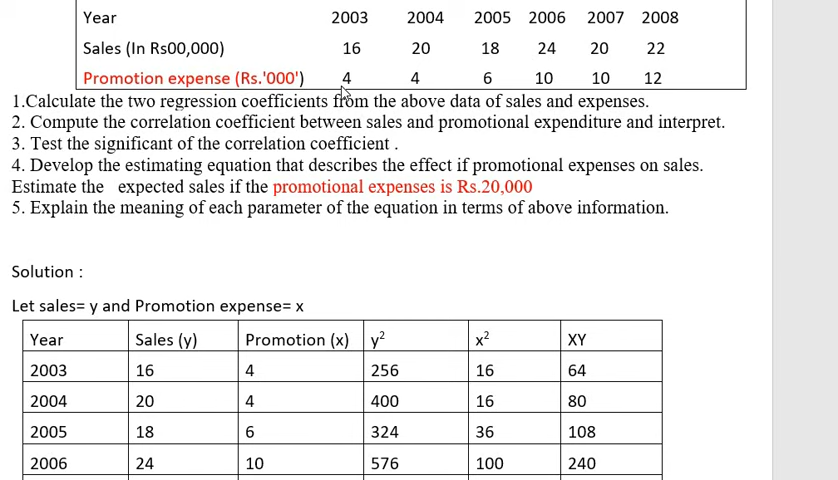 Year 2003 2004 2005 2006 2007 2008
Sales (In Rs00,000) 16 20 18 24 20 22
Promotion expense (Rs.'000') 4 4 6 10 10 12
1.Calculate the two regression coefficients from the above data of sales and expenses.
2. Compute the correlation coefficient between sales and promotional expenditure and interpret.
3. Test the significant of the correlation coefficient .
4. Develop the estimating equation that describes the effect if promotional expenses on sales.
Estimate the expected sales if the promotional expenses is Rs.20,000
5. Explain the meaning of each parameter of the equation in terms of above information.
Solution :
Let sales= y and Promotion expense= x
Year Sales (y) Promotion (x) y² x² XY
2003 16 4 256 16 64
2004 20 4 400 16 80
2005 18 6 324 36 108
2006 24 10 576 100 240